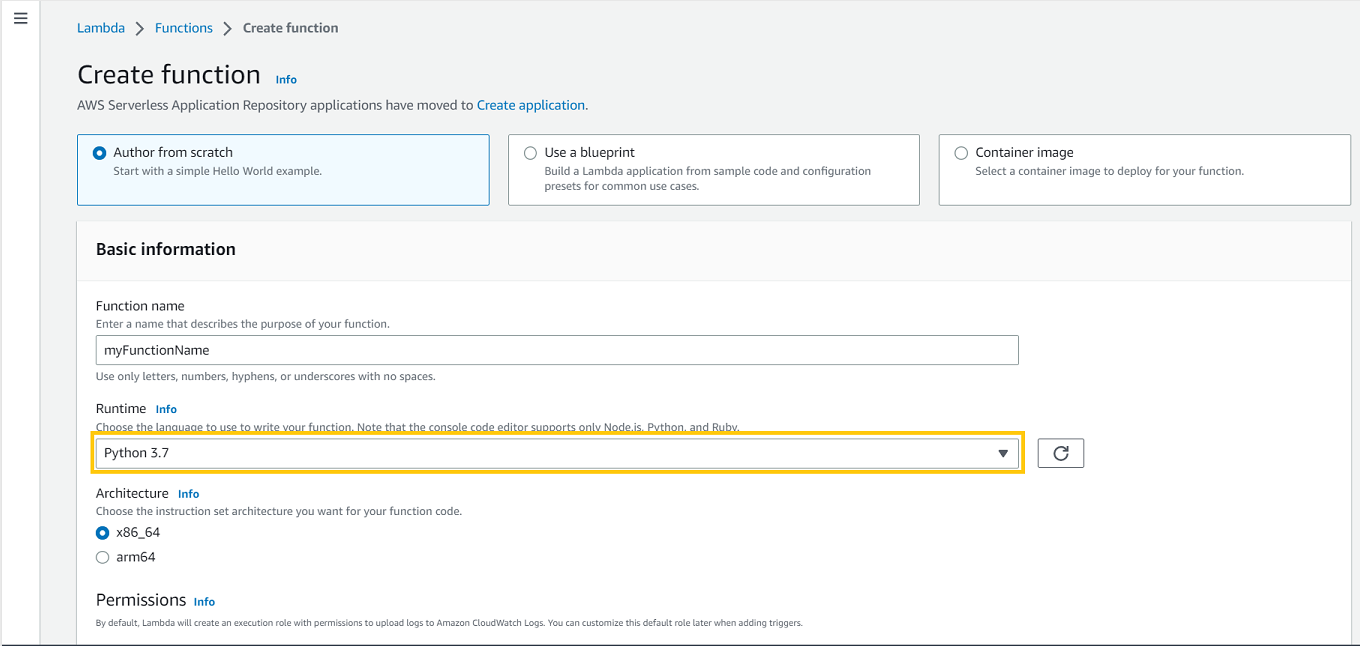 Lambda > Functions > Create function
Create function Info
AWS Serverless Application Repository applications have moved to Create application.
Author from scratch
Start with a simple Hello World example.
Use a blueprint
Build a Lambda application from sample code and configuration
presets for common use cases.
Container image
Select a container image to deploy for your function.
Basic information
Function name
Enter a name that describes the purpose of your function.
myFunctionName
Use only letters, numbers, hyphens, or underscores with no spaces.
Runtime Info
Choose the language to use to write your function. Note that the console code editor supports only Node.js, Python, and Ruby.
Python 3.7
Architecture Info
Choose the instruction set architecture you want for your function code.
x86_64
arm64
Permissions Info
By default, Lambda will create an execution role with permissions to upload logs to Amazon CloudWatch Logs. You can customize this default role later when adding triggers.